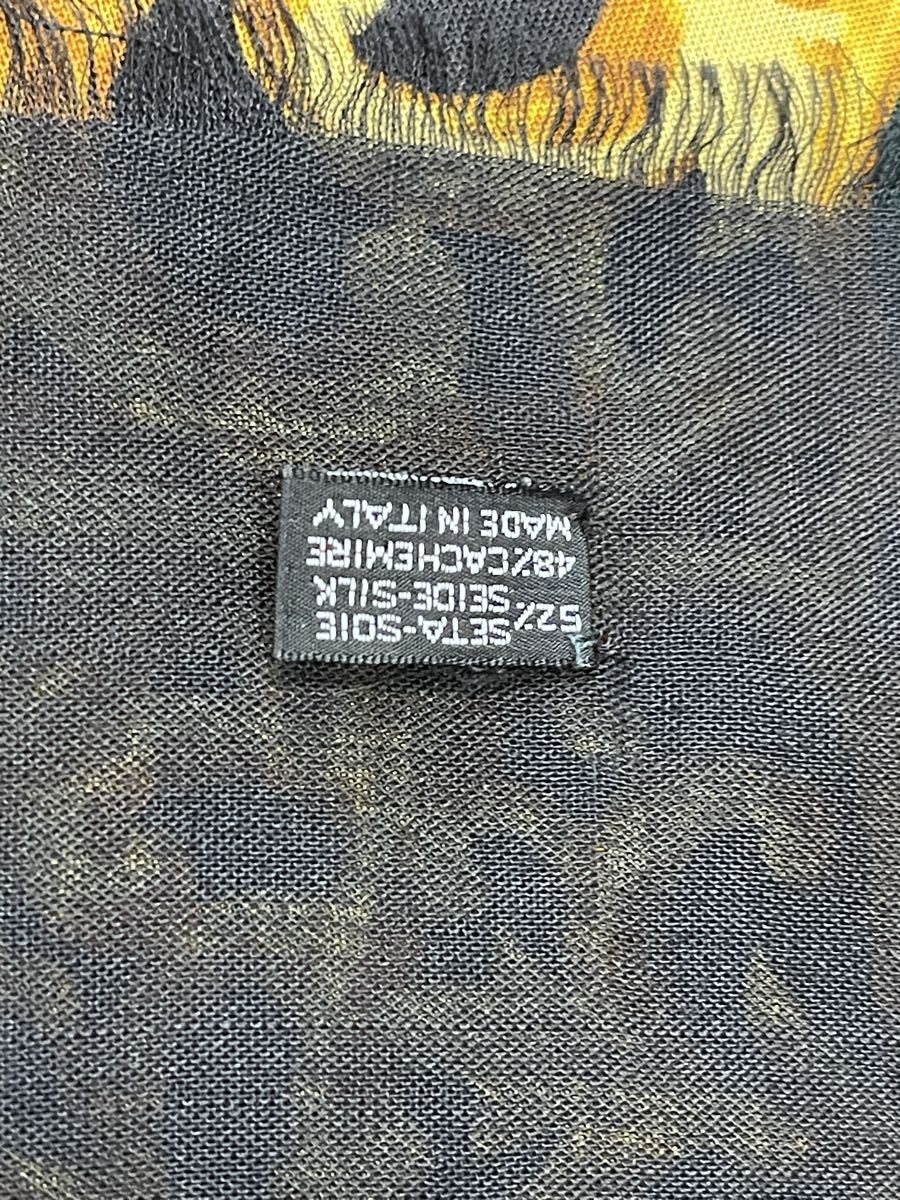 SETA-SOIE
52% SEIDE-SILK
48% CACHEMIRE
MADE IN ITALY